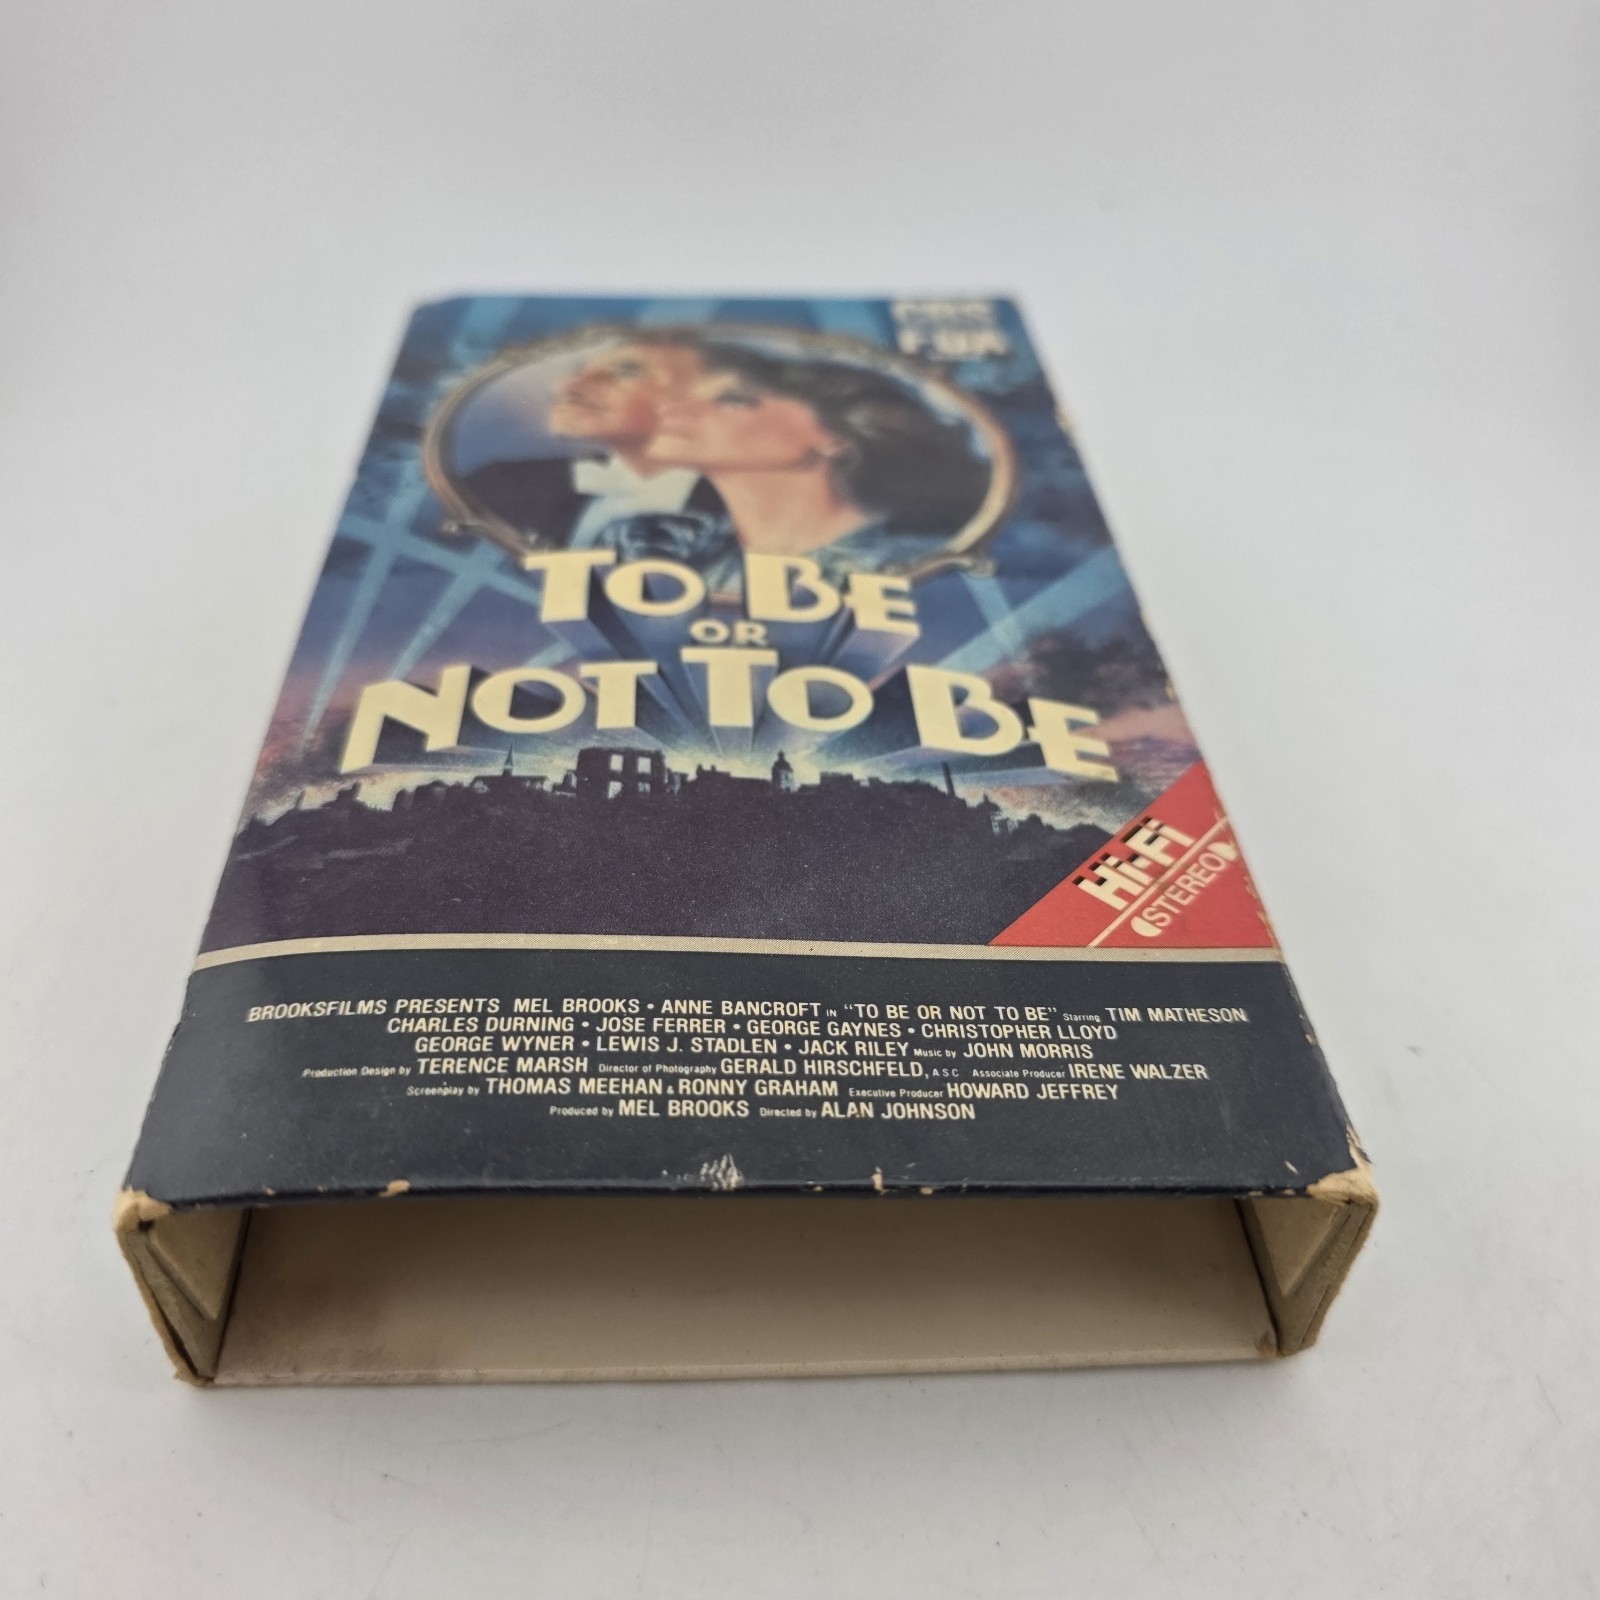 CBS
FOX
TO BE
OR
NOT TO BE
Hi-Fi
STEREO
BROOKSFILMS PRESENTS MEL BROOKS • ANNE BANCROFT IN "TO BE OR NOT TO BE" Starring TIM MATHESON
CHARLES DURNING • JOSE FERRER • GEORGE GAYNES • CHRISTOPHER LLOYD
GEORGE WYNER • LEWIS J. STADLEN • JACK RILEY Music by JOHN MORRIS
Production Design by TERENCE MARSH Director of Photography GERALD HIRSCHFELD, A.S.C. Associate Producer IRENE WALZER
Screenplay by THOMAS MEEHAN & RONNY GRAHAM Executive Producer HOWARD JEFFREY
Produced by MEL BROOKS Directed by ALAN JOHNSON